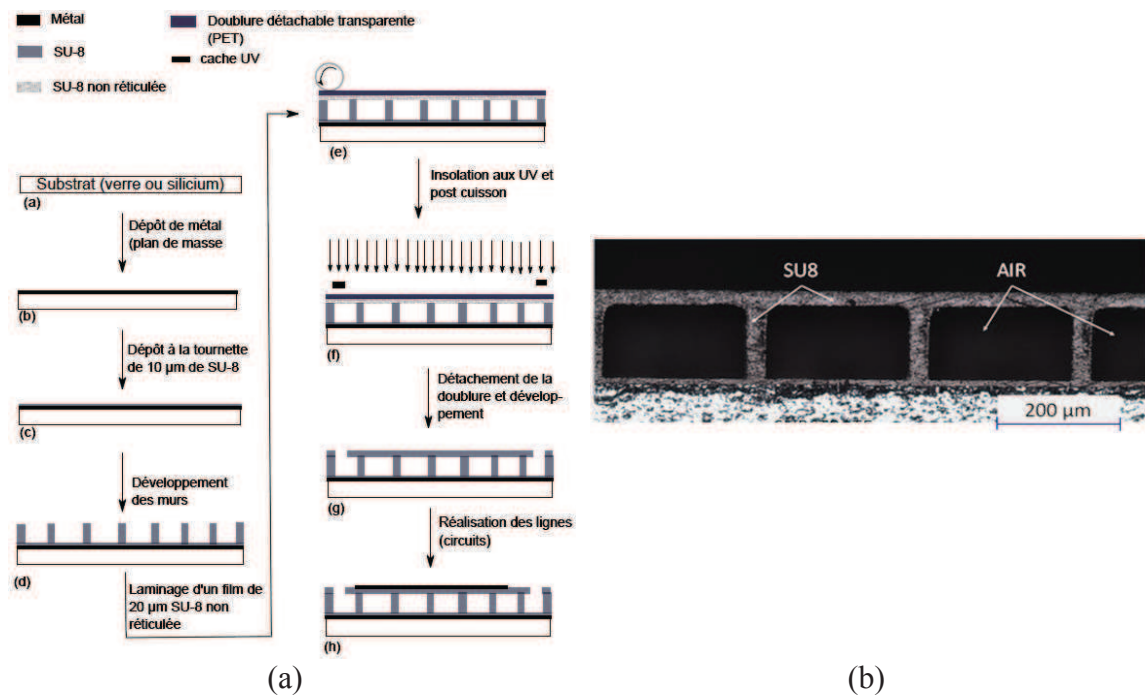 Métal
SU-8
SU-8 non réticulée
Doublure détachable transparente
(PET)
cache UV
Substrat (verre ou silicium)
(a)
Dépôt de métal
(plan de masse
(b)
Dépôt à la tournette
de 10 µm de SU-8
(c)
Développement
des murs
(d)
Laminage d'un film de
20 µm SU-8 non
réticulée
(e)
Insolation aux UV et
post cuisson
(f)
Détachement de la
doublure et dévelop-
pement
(g)
Réalisation des lignes
(circuits)
(h)
(a)
SU8
AIR
200 µm
(b)